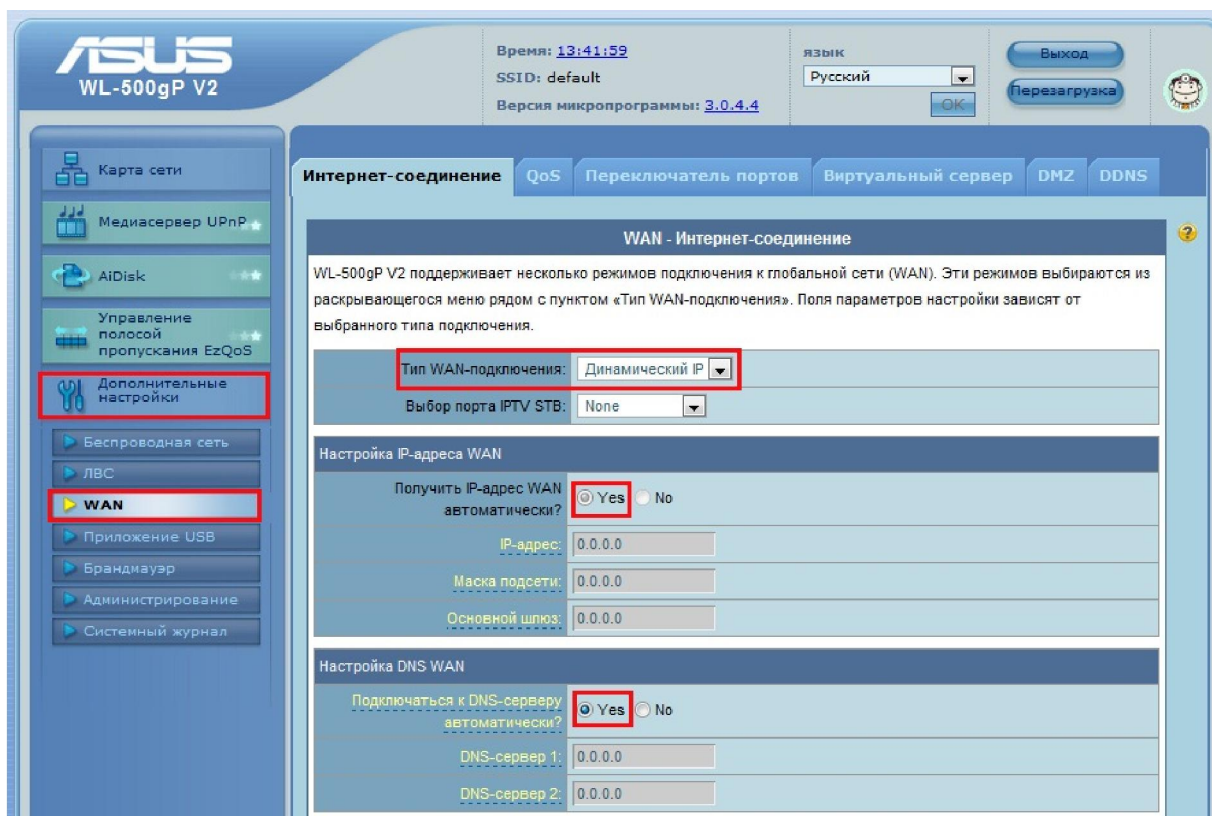 ASUS
WL-500gP V2
Время: 13:41:59
SSID: default
Версия микропрограммы: 3.0.4.4
язык
Русский
OK
Выход
Перезагрузка
Карта сети
Медиасервер UPnP
AiDisk
Управление
полосой
пропускания EzQoS
Дополнительные
настройки
Беспроводная сеть
ЛВС
WAN
Приложение USB
Брандмауэр
Администрирование
Системный журнал
Интернет-соединение QoS Переключатель портов Виртуальный сервер DMZ DDNS
WAN - Интернет-соединение
WL-500gP V2 поддерживает несколько режимов подключения к глобальной сети (WAN). Эти режимов выбираются из
раскрывающегося меню рядом с пунктом «Тип WAN-подключения». Поля параметров настройки зависят от
выбранного типа подключения.
Тип WAN-подключения: Динамический IP
Выбор порта IPTV STB: None
Настройка IP-адреса WAN
Получить IP-адрес WAN
автоматически? Yes No
IP-адрес: 0.0.0.0
Маска подсети: 0.0.0.0
Основной шлюз: 0.0.0.0
Настройка DNS WAN
Подключаться к DNS-серверу
автоматически? Yes No
DNS-сервер 1: 0.0.0.0
DNS-сервер 2: 0.0.0.0